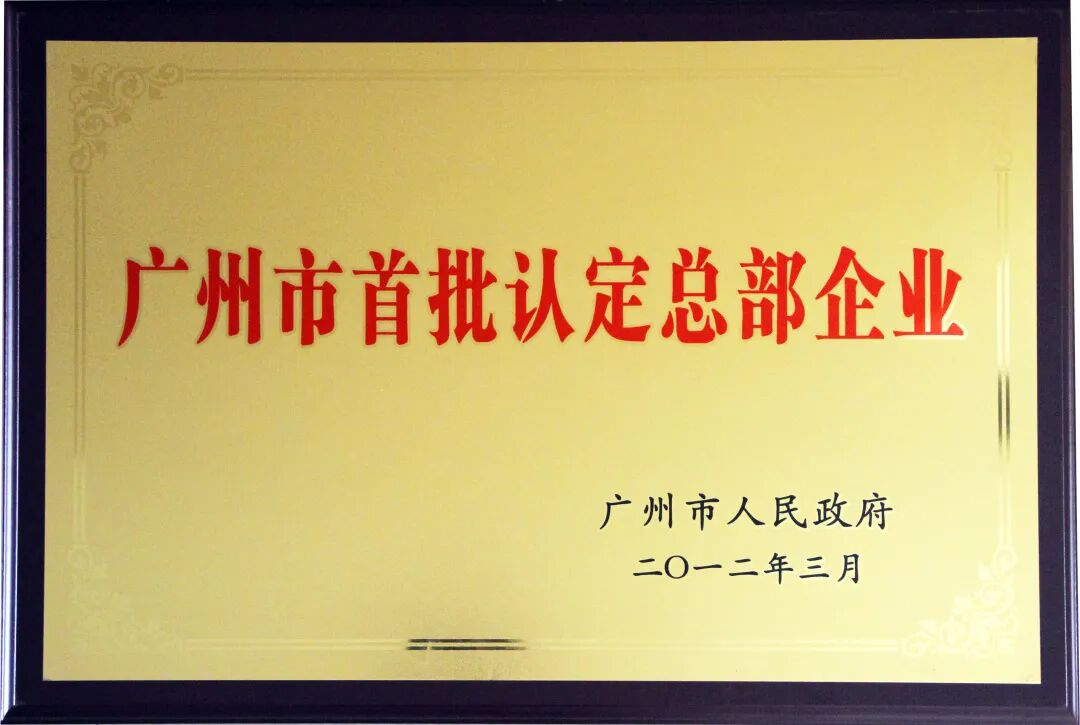 广州市首批认定总部企业
广州市人民政府
二〇一二年三月